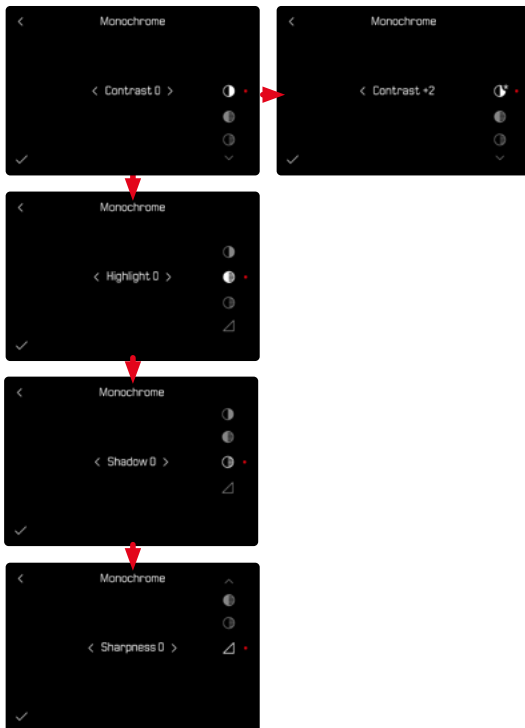 Monochrome
< Contrast 0 >
Monochrome
< Contrast +2
Monochrome
< Highlight 0 >
Monochrome
< Shadow 0 >
Monochrome
< Sharpness 0 >